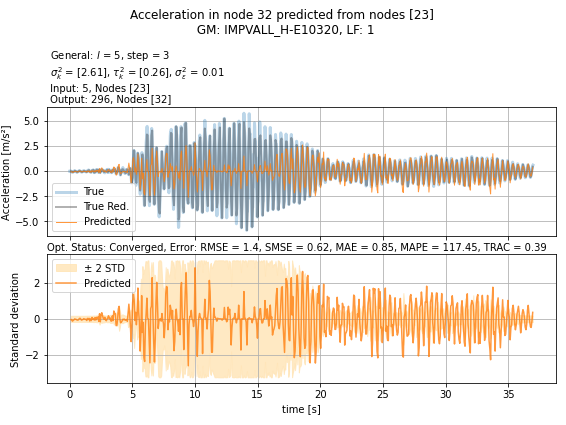 Acceleration in node 32 predicted from nodes [23]
GM: IMPVALL_H-E10320, LF: 1
General: l = 5, step = 3
σ²ₖ = [2.61], τ²ₖ = [0.26], σ²ε = 0.01
Input: 5, Nodes [23]
Output: 296, Nodes [32]
Acceleration [m/s²]
5.0
2.5
0.0
−2.5
−5.0
True
True Red.
Predicted
Opt. Status: Converged, Error: RMSE = 1.4, SMSE = 0.62, MAE = 0.85, MAPE = 117.45, TRAC = 0.39
Standard deviation
2
0
−2
± 2 STD
Predicted
0 5 10 15 20 25 30 35
time [s]